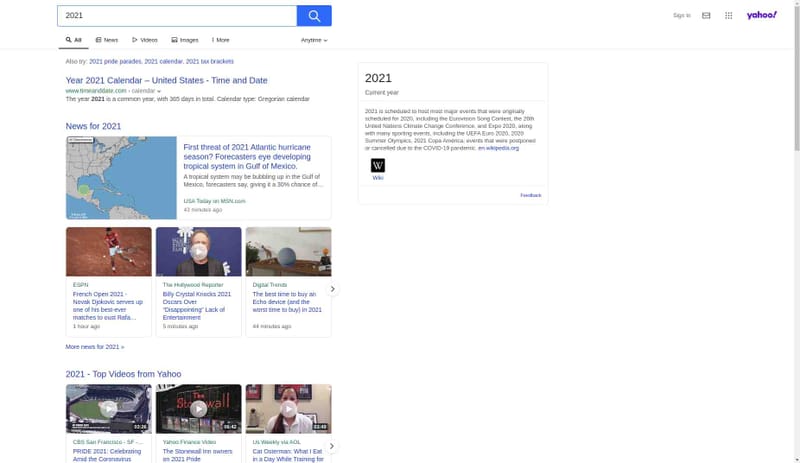 2021
Sign in
yahoo!
All
News
Videos
Images
More
Anytime
Also try: 2021 pride parades, 2021 calendar, 2021 tax brackets
Year 2021 Calendar – United States - Time and Date
www.timeanddate.com › calendar
The year 2021 is a common year, with 365 days in total. Calendar type: Gregorian calendar
News for 2021
First threat of 2021 Atlantic hurricane
season? Forecasters eye developing
tropical system in Gulf of Mexico.
A tropical system may be bubbling up in the Gulf of
Mexico, forecasters say, giving it a 30% chance of…
USA Today on MSN.com
43 minutes ago
ESPN
French Open 2021 -
Novak Djokovic serves up
one of his best-ever
matches to oust Rafa…
1 hour ago
The Hollywood Reporter
Billy Crystal Knocks 2021
Oscars Over
"Disappointing" Lack of
Entertainment
5 minutes ago
Digital Trends
The best time to buy an
Echo device (and the
worst time to buy) in 2021
44 minutes ago
More news for 2021 »
2021 - Top Videos from Yahoo
03:26
CBS San Francisco - SF -...
PRIDE 2021: Celebrating
Amid the Coronavirus
The
Stonewall
06:42
Yahoo Finance Video
The Stonewall Inn owners
on 2021 Pride
03:49
Us Weekly via AOL
Cat Osterman: What I Eat
in a Day While Training for
2021
Current year
2021 is scheduled to host most major events that were originally
scheduled for 2020, including the Eurovision Song Contest, the 26th
United Nations Climate Change Conference, and Expo 2020, along
with many sporting events, including the UEFA Euro 2020, 2020
Summer Olympics, 2021 Copa América; events that were postponed
or cancelled due to the COVID-19 pandemic. en.wikipedia.org
W
Wiki
Feedback